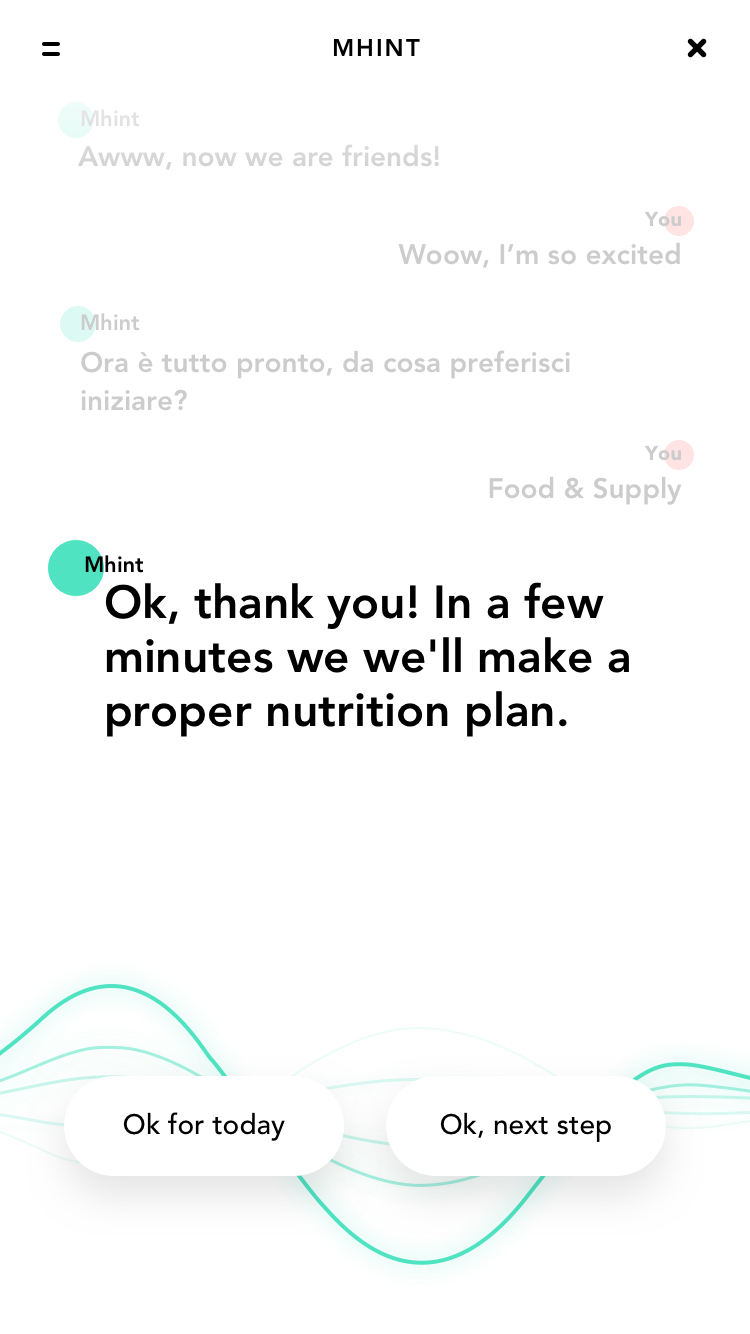 MHINT
Mhint
Awww, now we are friends!
You
Woow, I’m so excited
Mhint
Ora è tutto pronto, da cosa preferisci
iniziare?
You
Food & Supply
Mhint
Ok, thank you! In a few
minutes we we'll make a
proper nutrition plan.
Ok for today
Ok, next step